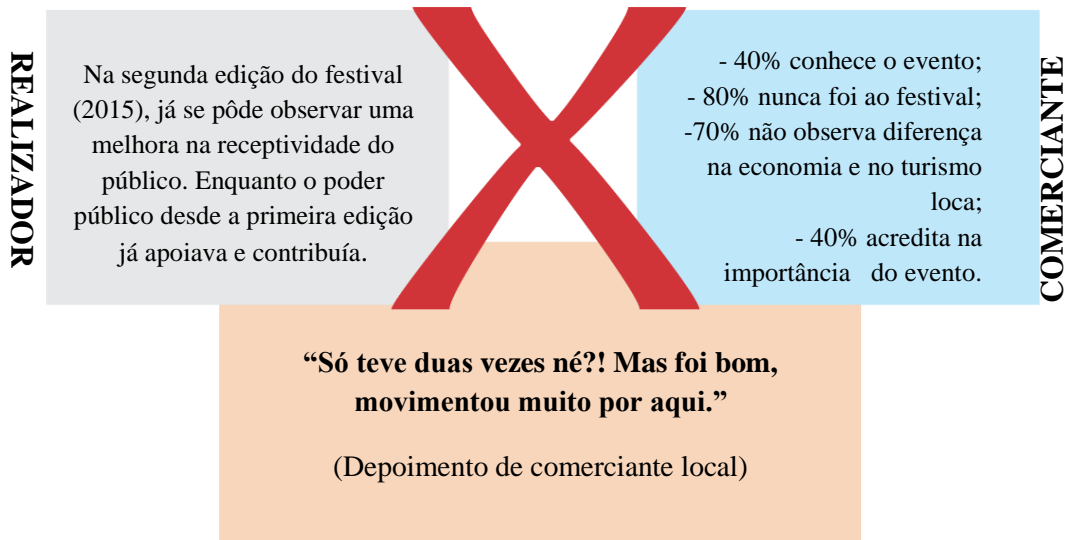 REALIZADOR
Na segunda edição do festival
(2015), já se pôde observar uma
melhora na receptividade do
público. Enquanto o poder
público desde a primeira edição
já apoiava e contribuía.
- 40% conhece o evento;
- 80% nunca foi ao festival;
-70% não observa diferença
na economia e no turismo
loca;
- 40% acredita na
importância do evento.
COMERCIANTE
“Só teve duas vezes né?! Mas foi bom,
movimentou muito por aqui.”
(Depoimento de comerciante local)